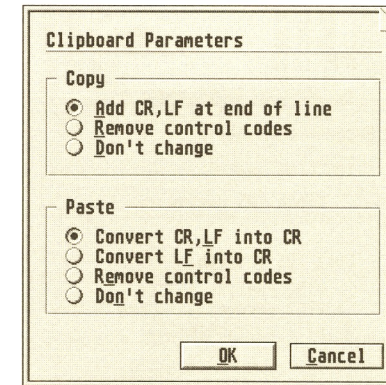 Clipboard Parameters
Copy
Add CR,LF at end of line
Remove control codes
Don't change
Paste
Convert CR,LF into CR
Convert LF into CR
Remove control codes
Don't change
OK
Cancel